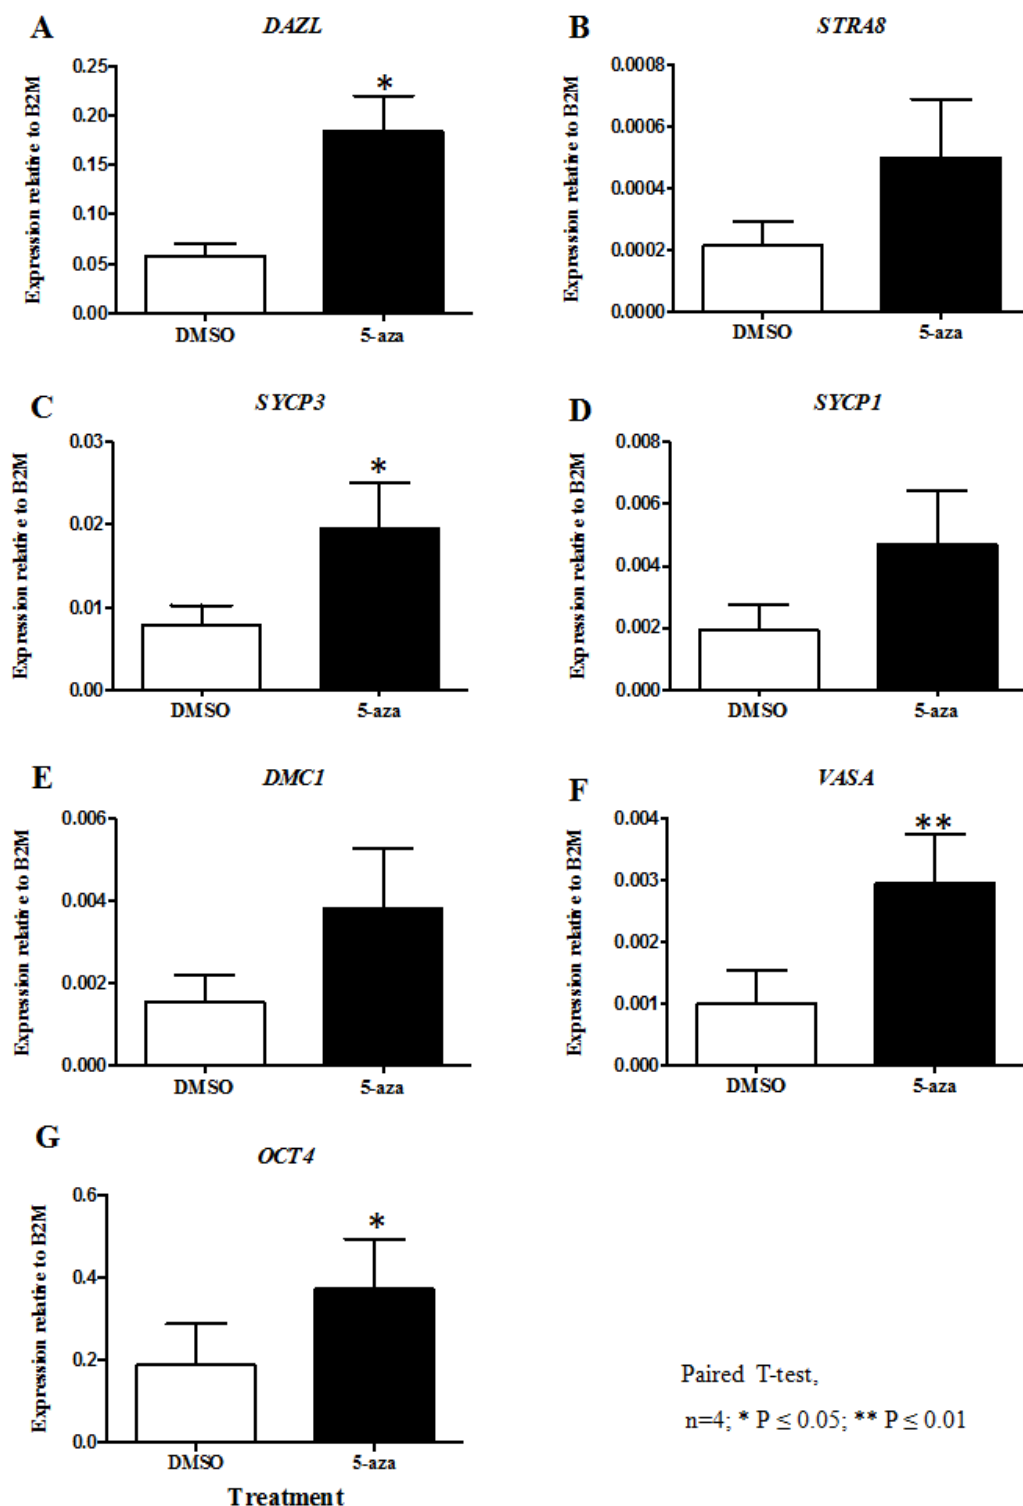 A
DAZL
Expression relative to B2M
0.25
0.20
0.15
0.10
0.05
0.00
*
DMSO
5-aza
B
STRA8
Expression relative to B2M
0.0008
0.0006
0.0004
0.0002
0.0000
DMSO
5-aza
C
SYCP3
Expression relative to B2M
0.03
0.02
0.01
0.00
*
DMSO
5-aza
D
SYCP1
Expression relative to B2M
0.008
0.006
0.004
0.002
0.000
DMSO
5-aza
E
DMC1
Expression relative to B2M
0.006
0.004
0.002
0.000
DMSO
5-aza
F
VASA
Expression relative to B2M
0.004
0.003
0.002
0.001
0.000
**
DMSO
5-aza
G
OCT4
Expression relative to B2M
0.6
0.4
0.2
0.0
*
DMSO
5-aza
Treatment
Paired T-test,
n=4; * P ≤ 0.05; ** P ≤ 0.01